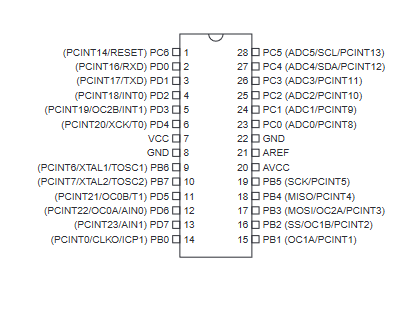 (PCINT14/RESET) PC6 1 28 PC5 (ADC5/SCL/PCINT13)
(PCINT16/RXD) PD0 2 27 PC4 (ADC4/SDA/PCINT12)
(PCINT17/TXD) PD1 3 26 PC3 (ADC3/PCINT11)
(PCINT18/INT0) PD2 4 25 PC2 (ADC2/PCINT10)
(PCINT19/OC2B/INT1) PD3 5 24 PC1 (ADC1/PCINT9)
(PCINT20/XCK/T0) PD4 6 23 PC0 (ADC0/PCINT8)
VCC 7 22 GND
GND 8 21 AREF
(PCINT6/XTAL1/TOSC1) PB6 9 20 AVCC
(PCINT7/XTAL2/TOSC2) PB7 10 19 PB5 (SCK/PCINT5)
(PCINT21/OC0B/T1) PD5 11 18 PB4 (MISO/PCINT4)
(PCINT22/OC0A/AIN0) PD6 12 17 PB3 (MOSI/OC2A/PCINT3)
(PCINT23/AIN1) PD7 13 16 PB2 (SS/OC1B/PCINT2)
(PCINT0/CLKO/ICP1) PB0 14 15 PB1 (OC1A/PCINT1)